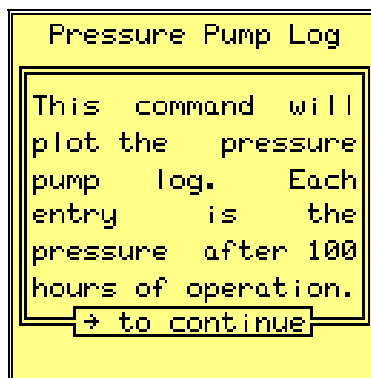 Pressure Pump Log
This command will
plot the pressure
pump log. Each
entry is the
pressure after 100
hours of operation.
→ to continue